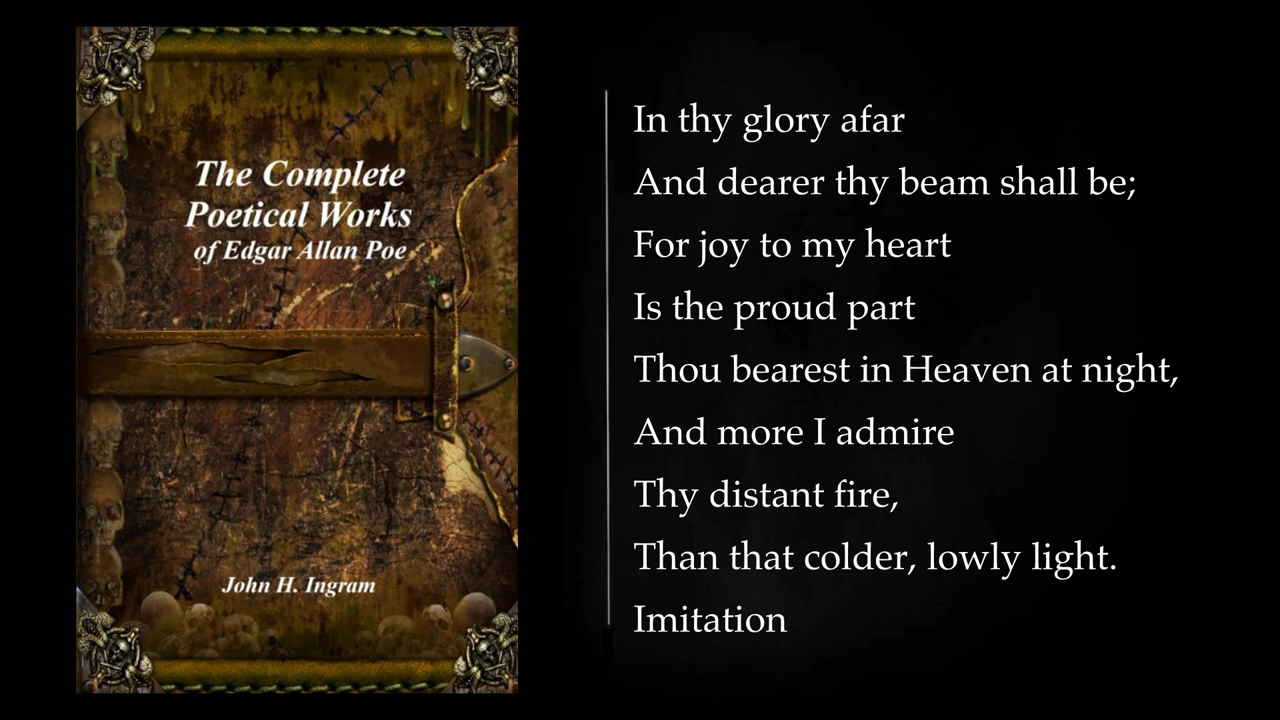 The Complete
Poetical Works
of Edgar Allan Poe
John H. Ingram
In thy glory afar
And dearer thy beam shall be;
For joy to my heart
Is the proud part
Thou bearest in Heaven at night,
And more I admire
Thy distant fire,
Than that colder, lowly light.
Imitation